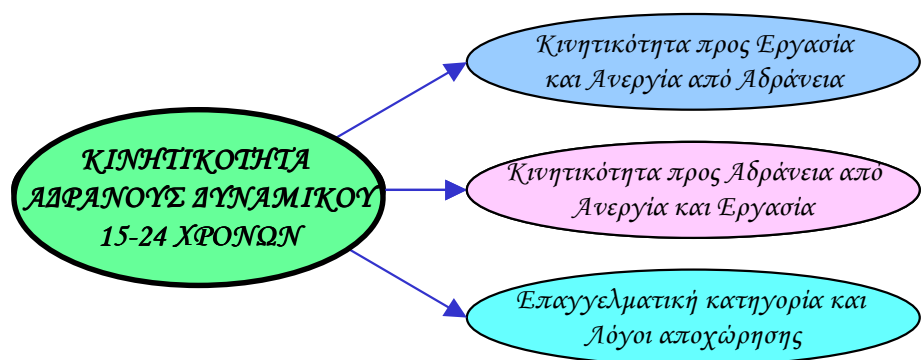 Κινητικότητα προς Εργασία
και Ανεργία από Αδράνεια
ΚΙΝΗΤΙΚΟΤΗΤΑ
ΑΔΡΑΝΟΥΣ ΔΥΝΑΜΙΚΟΥ
15-24 ΧΡΟΝΩΝ
Κινητικότητα προς Αδράνεια από
Ανεργία και Εργασία
Επαγγελματική κατηγορία και
Λόγοι αποχώρησης